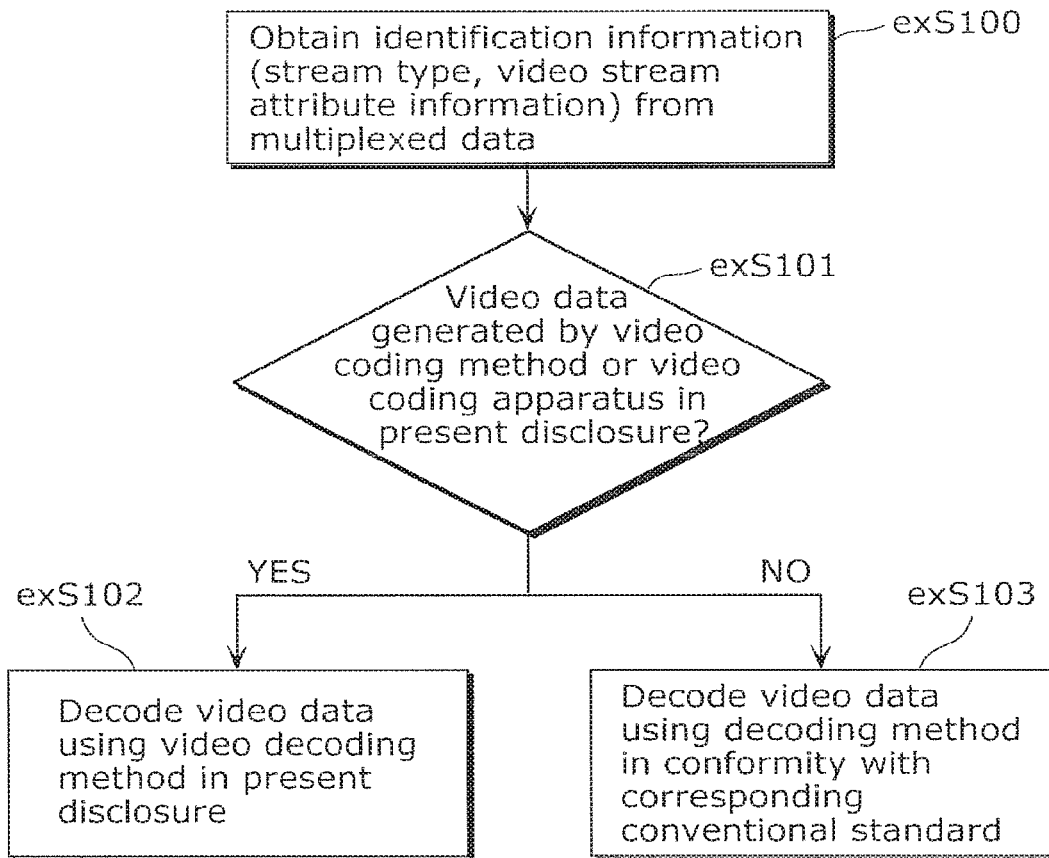 Obtain identification information
(stream type, video stream
attribute information) from
multiplexed data
exS100
exS101
Video data
generated by video
coding method or video
coding apparatus in
present disclosure?
YES
NO
exS102
exS103
Decode video data
using video decoding
method in present
disclosure
Decode video data
using decoding method
in conformity with
corresponding
conventional standard